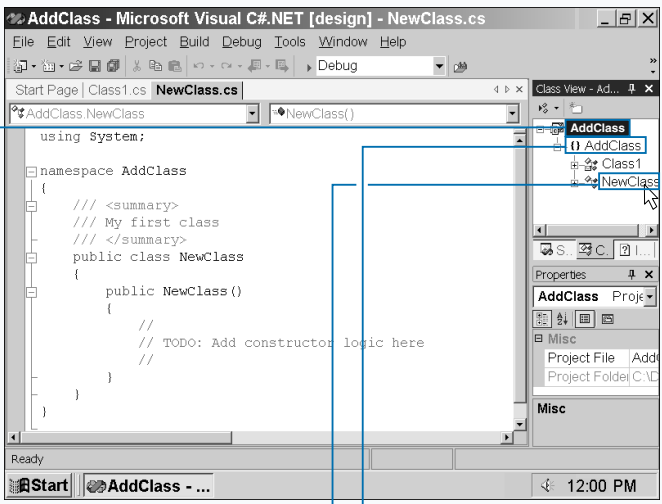 AddClass - Microsoft Visual C#.NET [design] - NewClass.cs
File Edit View Project Build Debug Tools Window Help
Debug
Start Page Class1.cs NewClass.cs
Class View - Ad...
AddClass.NewClass
NewClass()
using System;
namespace AddClass
{
/// <summary>
/// My first class
/// </summary>
public class NewClass
{
public NewClass()
{
//
// TODO: Add constructor logic here
//
}
}
}
AddClass
{} AddClass
Class1
NewClass
S... C. I...
Properties
AddClass Proje
Misc
Project File Add
Project Folder C:\D
Misc
Ready
Start
AddClass - ...
12:00 PM